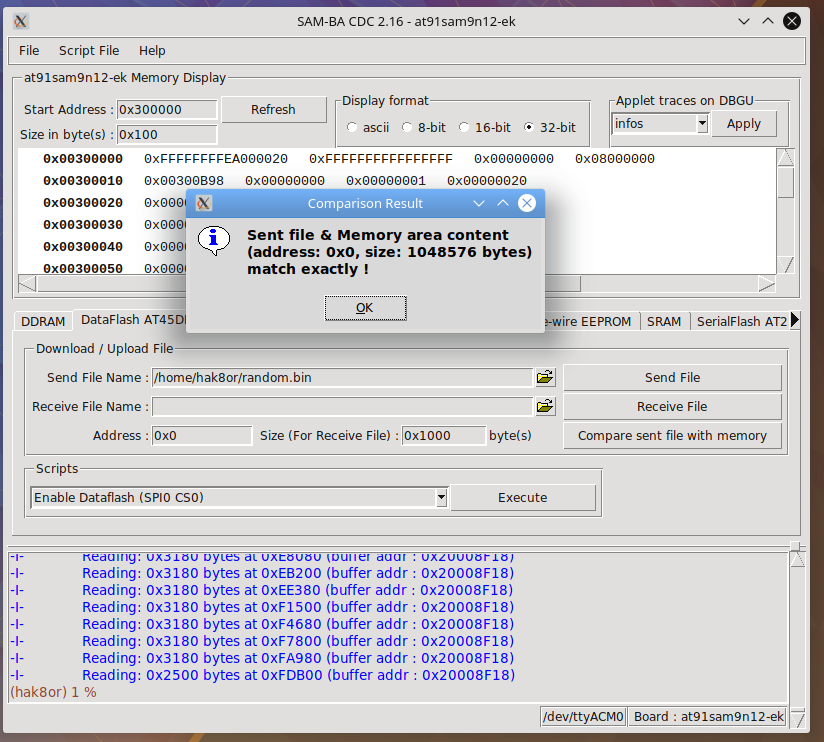 SAM-BA CDC 2.16 - at91sam9n12-ek
File Script File Help
at91sam9n12-ek Memory Display
Start Address : 0x300000 Refresh
Size in byte(s) : 0x100
Display format
ascii 8-bit 16-bit 32-bit
Applet traces on DBGU
infos Apply
0x00300000 0xFFFFFFFFEA000020 0xFFFFFFFFFFFFFFFF 0x00000000 0x08000000
0x00300010 0x00300B98 0x00000000 0x00000001 0x00000020
0x00300020
0x00300030
0x00300040
0x00300050
Comparison Result
Sent file & Memory area content
(address: 0x0, size: 1048576 bytes)
match exactly !
OK
DDRAM DataFlash AT45D e-wire EEPROM SRAM SerialFlash AT2
Download / Upload File
Send File Name : /home/hak8or/random.bin Send File
Receive File Name : Receive File
Address : 0x0 Size (For Receive File) : 0x1000 byte(s) Compare sent file with memory
Scripts
Enable Dataflash (SPI0 CS0) Execute
-I- Reading: 0x3180 bytes at 0xE8080 (buffer addr : 0x20008F18)
-I- Reading: 0x3180 bytes at 0xEB200 (buffer addr : 0x20008F18)
-I- Reading: 0x3180 bytes at 0xEE380 (buffer addr : 0x20008F18)
-I- Reading: 0x3180 bytes at 0xF1500 (buffer addr : 0x20008F18)
-I- Reading: 0x3180 bytes at 0xF4680 (buffer addr : 0x20008F18)
-I- Reading: 0x3180 bytes at 0xF7800 (buffer addr : 0x20008F18)
-I- Reading: 0x3180 bytes at 0xFA980 (buffer addr : 0x20008F18)
-I- Reading: 0x2500 bytes at 0xFDB00 (buffer addr : 0x20008F18)
(hak8or) 1 %
/dev/ttyACM0 Board : at91sam9n12-ek